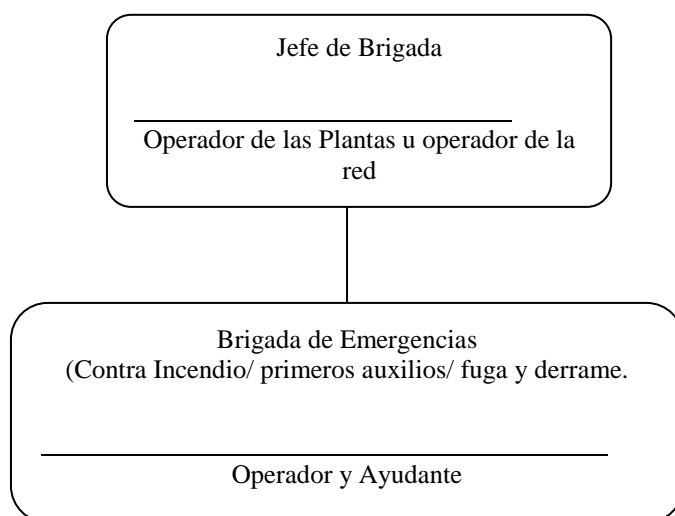 Jefe de Brigada
Operador de las Plantas u operador de la
red
Brigada de Emergencias
(Contra Incendio/ primeros auxilios/ fuga y derrame.
Operador y Ayudante